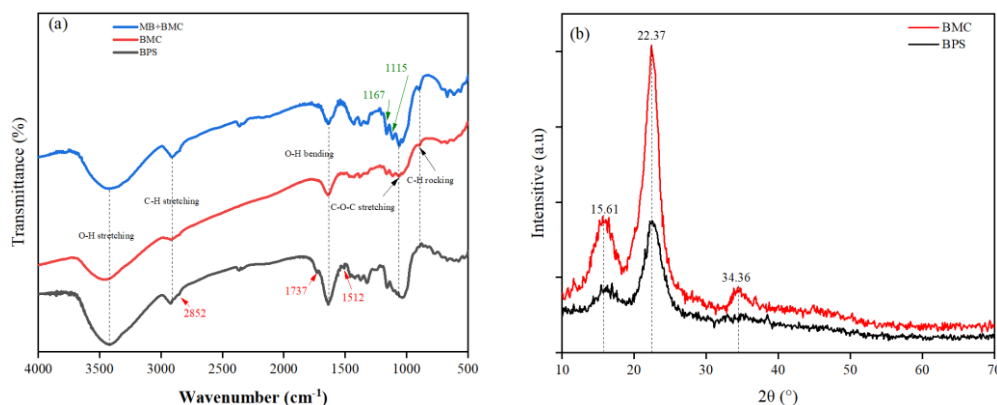 (a)
MB+BMC
BMC
BPS
1115
1167
O-H bending
C-H stretching
C-H rocking
C-O-C stretching
O-H stretching
1737
1512
2852
Transmittance (%)
4000 3500 3000 2500 2000 1500 1000 500
Wavenumber (cm⁻¹)
(b)
22.37
BMC
BPS
15.61
34.36
Intensitive (a.u)
10 20 30 40 50 60 70
2θ (°)